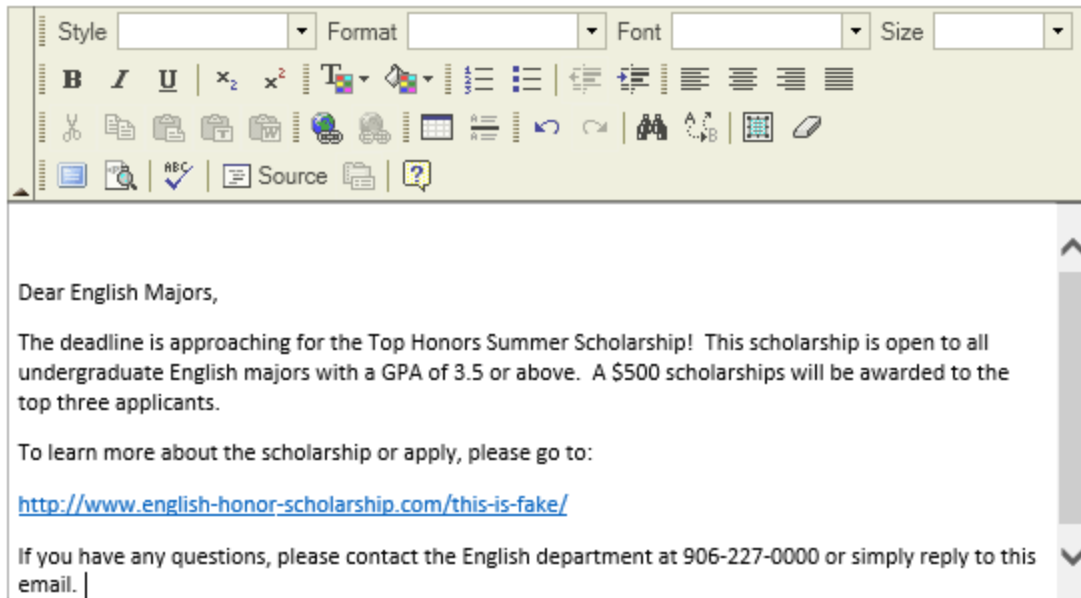 Style Format Font Size
B I U x2 x2
ABC Source
Dear English Majors,
The deadline is approaching for the Top Honors Summer Scholarship!  This scholarship is open to all
undergraduate English majors with a GPA of 3.5 or above.  A $500 scholarships will be awarded to the
top three applicants.
To learn more about the scholarship or apply, please go to:
http://www.english-honor-scholarship.com/this-is-fake/
If you have any questions, please contact the English department at 906-227-0000 or simply reply to this
email.